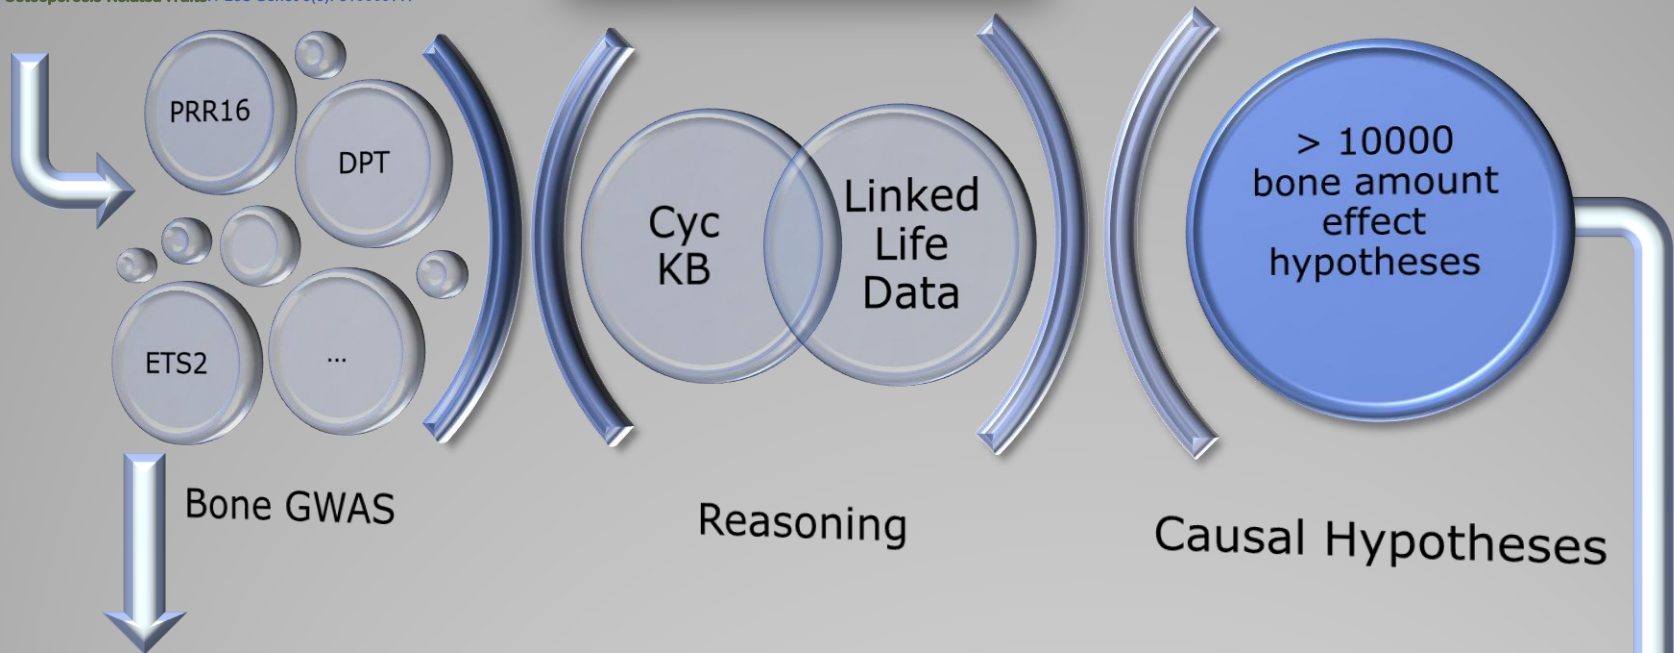 PRR16
DPT
ETS2
...
Bone GWAS
Cyc
KB
Linked
Life
Data
Reasoning
> 10000
bone amount
effect
hypotheses
Causal Hypotheses